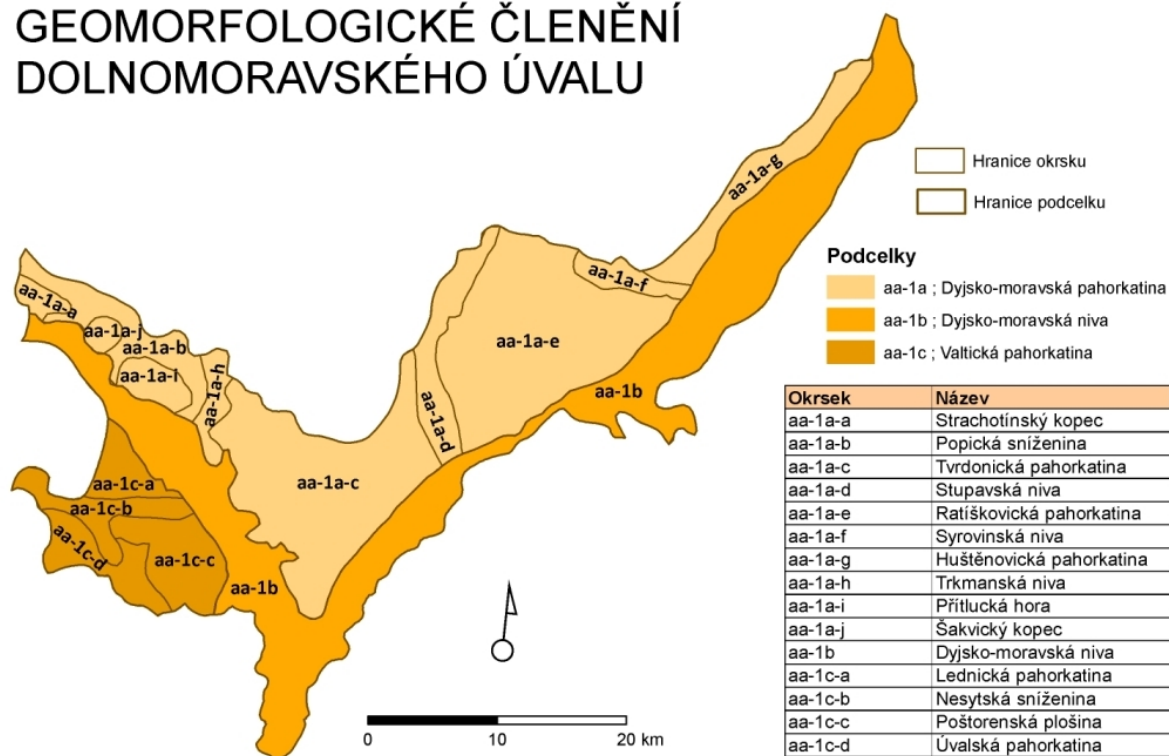 GEOMORFOLOGICKÉ ČLENĚNÍ
DOLNOMORAVSKÉHO ÚVALU
aa-1a-g
Hranice okrsku
Hranice podcelku
aa-1a-f
Podcelky
aa-1a ; Dyjsko-moravská pahorkatina
aa-1b ; Dyjsko-moravská niva
aa-1c ; Valtická pahorkatina
aa-1a-a
aa-1a-j
aa-1a-b
aa-1a-i
aa-1a-h
aa-1a-e
aa-1b
aa-1a-d
aa-1a-c
aa-1c-a
aa-1c-b
aa-1c-d
aa-1c-c
aa-1b
Okrsek Název
aa-1a-a Strachotínský kopec
aa-1a-b Popická sníženina
aa-1a-c Tvrdonická pahorkatina
aa-1a-d Stupavská niva
aa-1a-e Ratíškovická pahorkatina
aa-1a-f Syrovinská niva
aa-1a-g Huštěnovická pahorkatina
aa-1a-h Trkmanská niva
aa-1a-i Přítlucká hora
aa-1a-j Šakvický kopec
aa-1b Dyjsko-moravská niva
aa-1c-a Lednická pahorkatina
aa-1c-b Nesytská sníženina
aa-1c-c Poštorenská plošina
aa-1c-d Úvalská pahorkatina
0 10 20 km